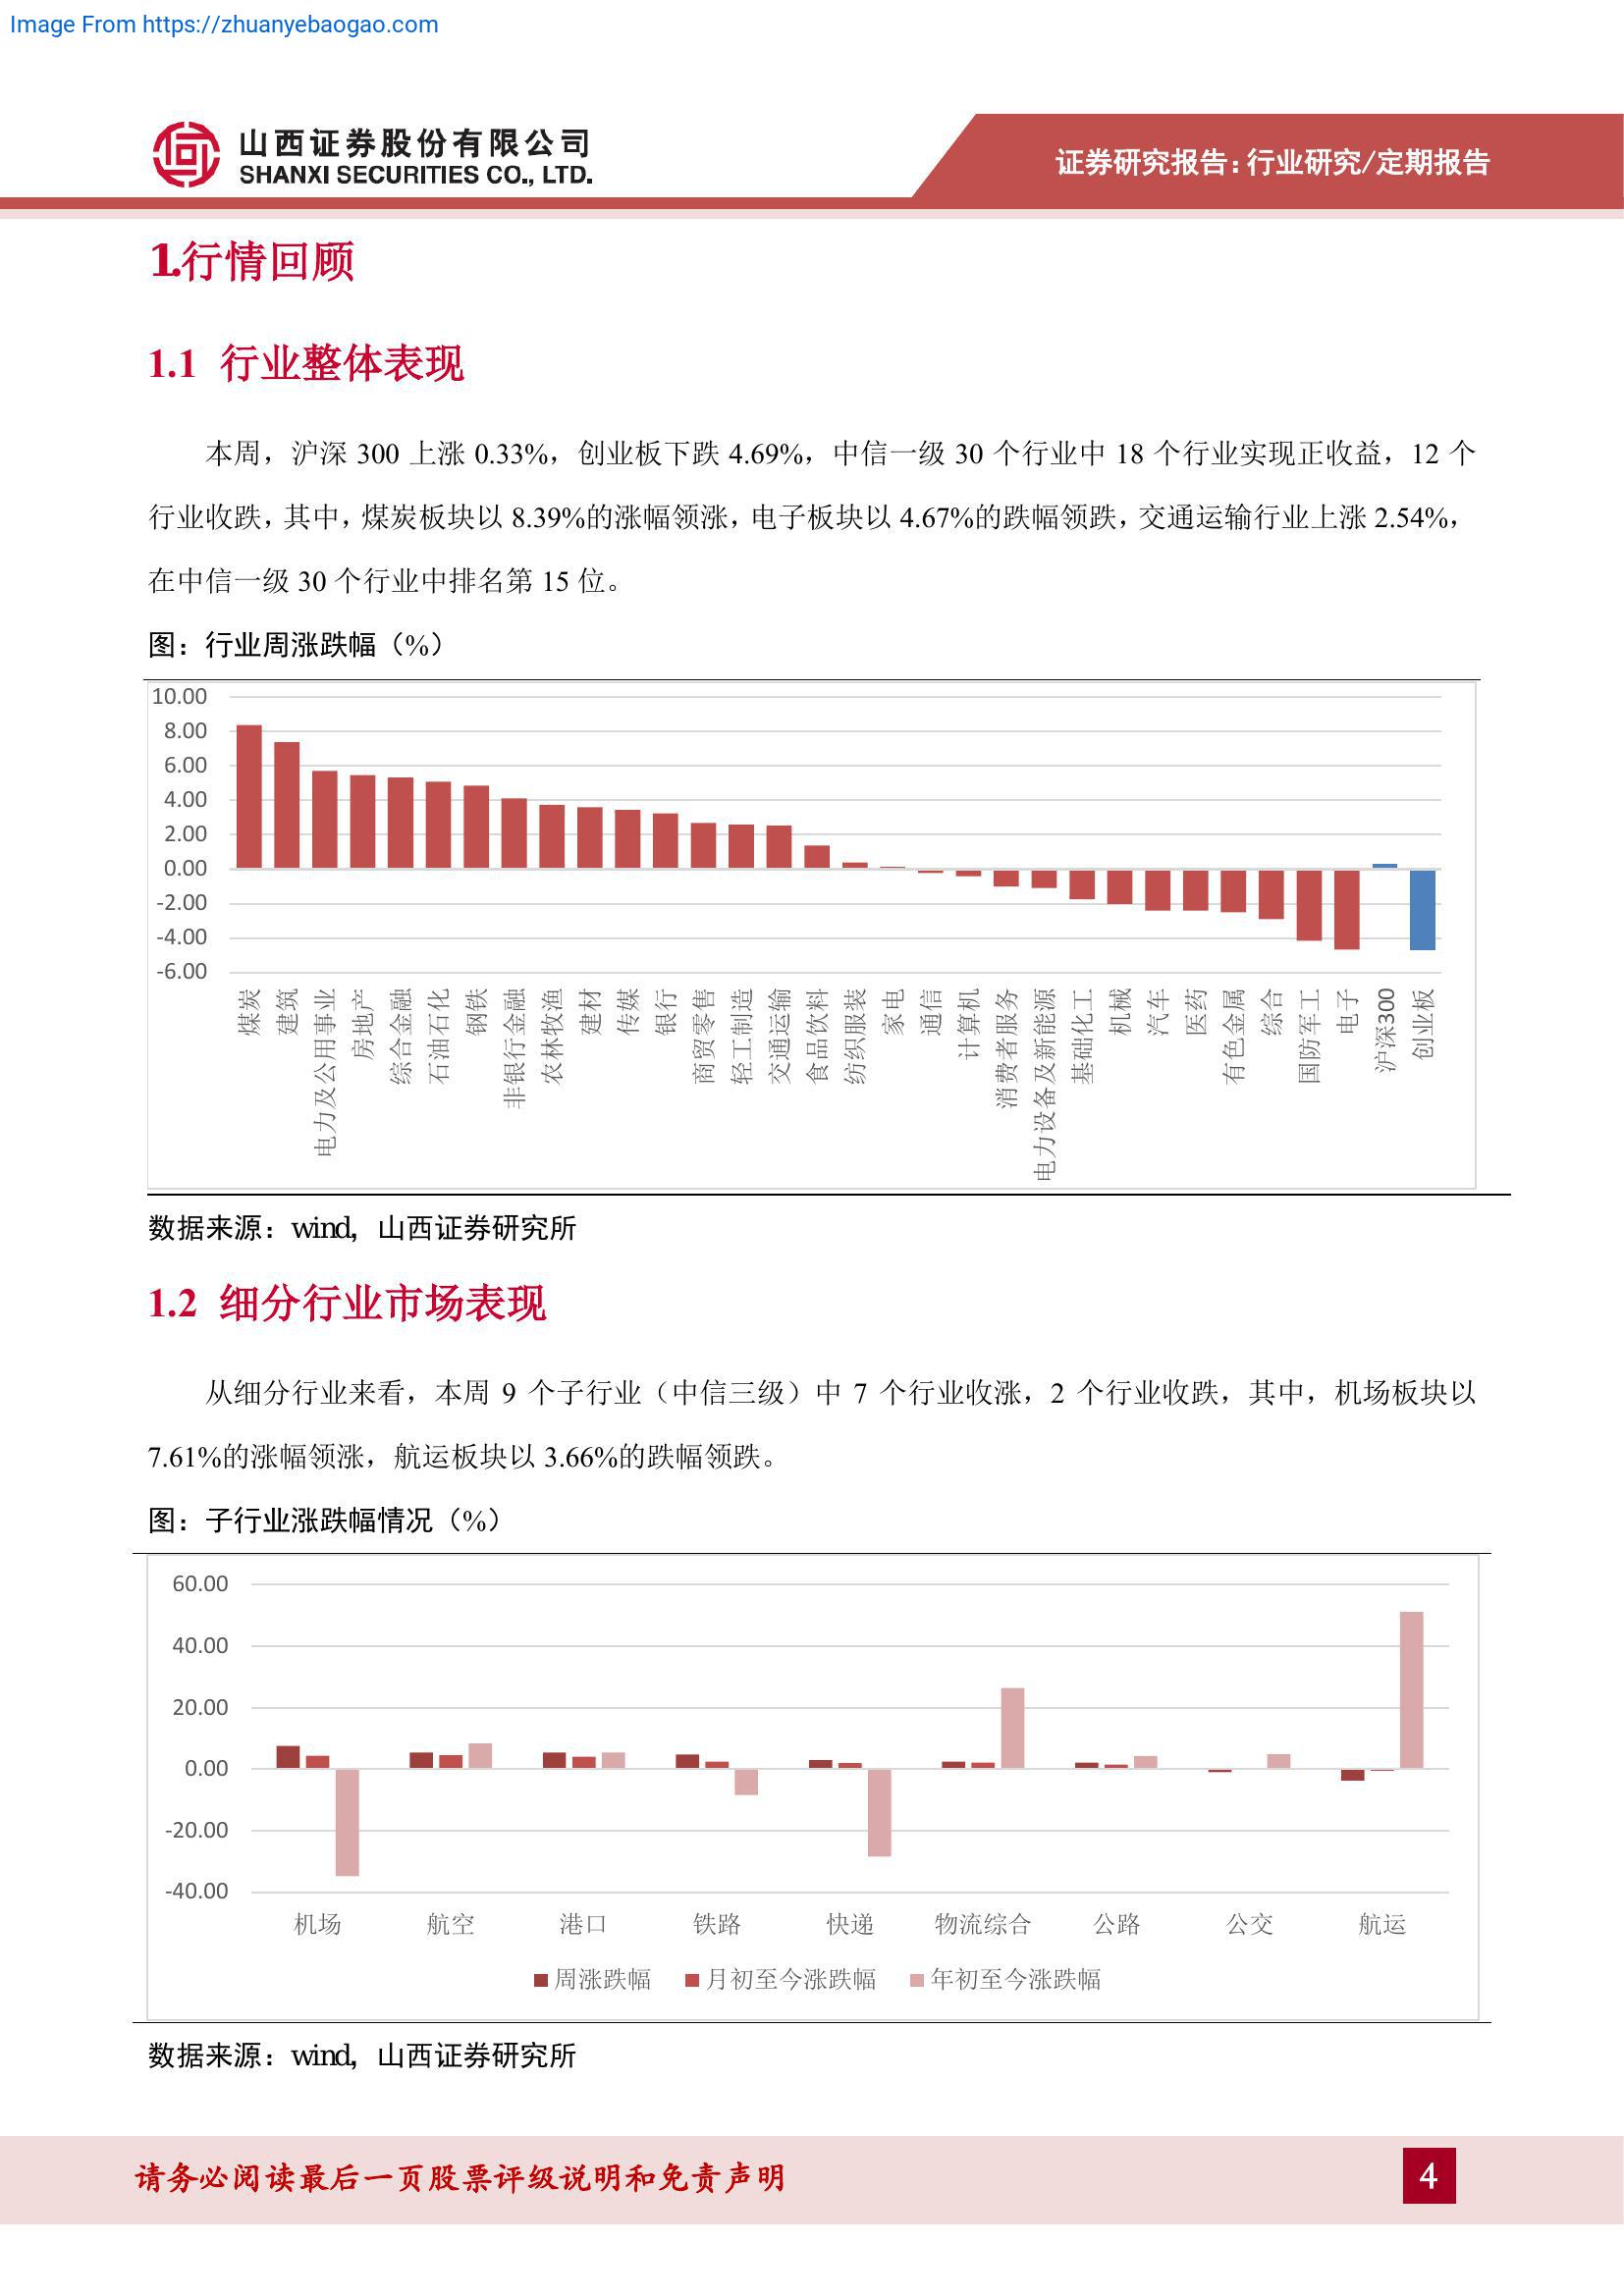 Image From https://zhuanyebaogao.com
山西证券股份有限公司
SHANXI SECURITIES CO., LTD.
证券研究报告：行业研究/定期报告
1.行情回顾
1.1 行业整体表现
本周，沪深 300 上涨 0.33%，创业板下跌 4.69%，中信一级 30 个行业中 18 个行业实现正收益，12 个
行业收跌，其中，煤炭板块以 8.39%的涨幅领涨，电子板块以 4.67%的跌幅领跌，交通运输行业上涨 2.54%，
在中信一级 30 个行业中排名第 15 位。
图：行业周涨跌幅（%）
10.00
8.00
6.00
4.00
2.00
0.00
-2.00
-4.00
-6.00
煤炭
建筑
电力及公用事业
房地产
综合金融
石油石化
钢铁
非银行金融
农林牧渔
建材
传媒
银行
商贸零售
轻工制造
交通运输
食品饮料
纺织服装
家电
通信
计算机
消费者服务
电力设备及新能源
基础化工
机械
汽车
医药
有色金属
综合
国防军工
电子
沪深300
创业板
数据来源：wind，山西证券研究所
1.2 细分行业市场表现
从细分行业来看，本周 9 个子行业（中信三级）中 7 个行业收涨，2 个行业收跌，其中，机场板块以
7.61%的涨幅领涨，航运板块以 3.66%的跌幅领跌。
图：子行业涨跌幅情况（%）
60.00
40.00
20.00
0.00
-20.00
-40.00
机场 航空 港口 铁路 快递 物流综合 公路 公交 航运
周涨跌幅 月初至今涨跌幅 年初至今涨跌幅
数据来源：wind，山西证券研究所
请务必阅读最后一页股票评级说明和免责声明
4